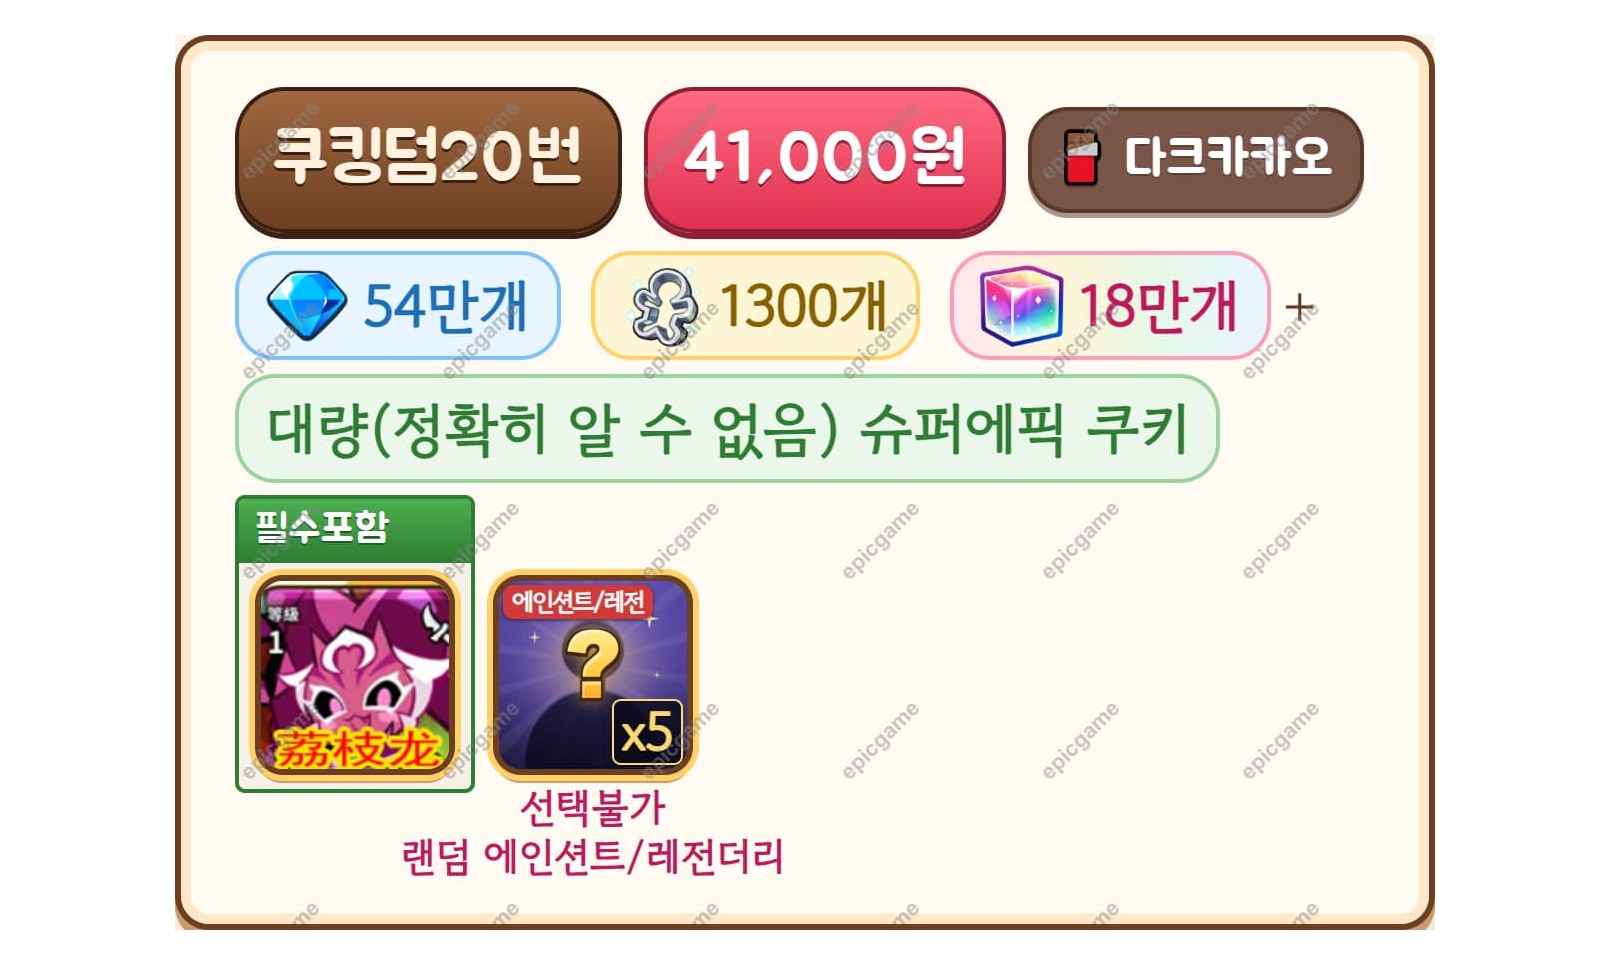 쿠킹덤20번 41,000원 다크카카오
54만개 1300개 18만개 +
대량(정확히 알 수 없음) 슈퍼에픽 쿠키
필수포함
等級
1
荔枝龙
에인션트/레전
?
x5
선택불가
랜덤 에인션트/레전더리
epicgame